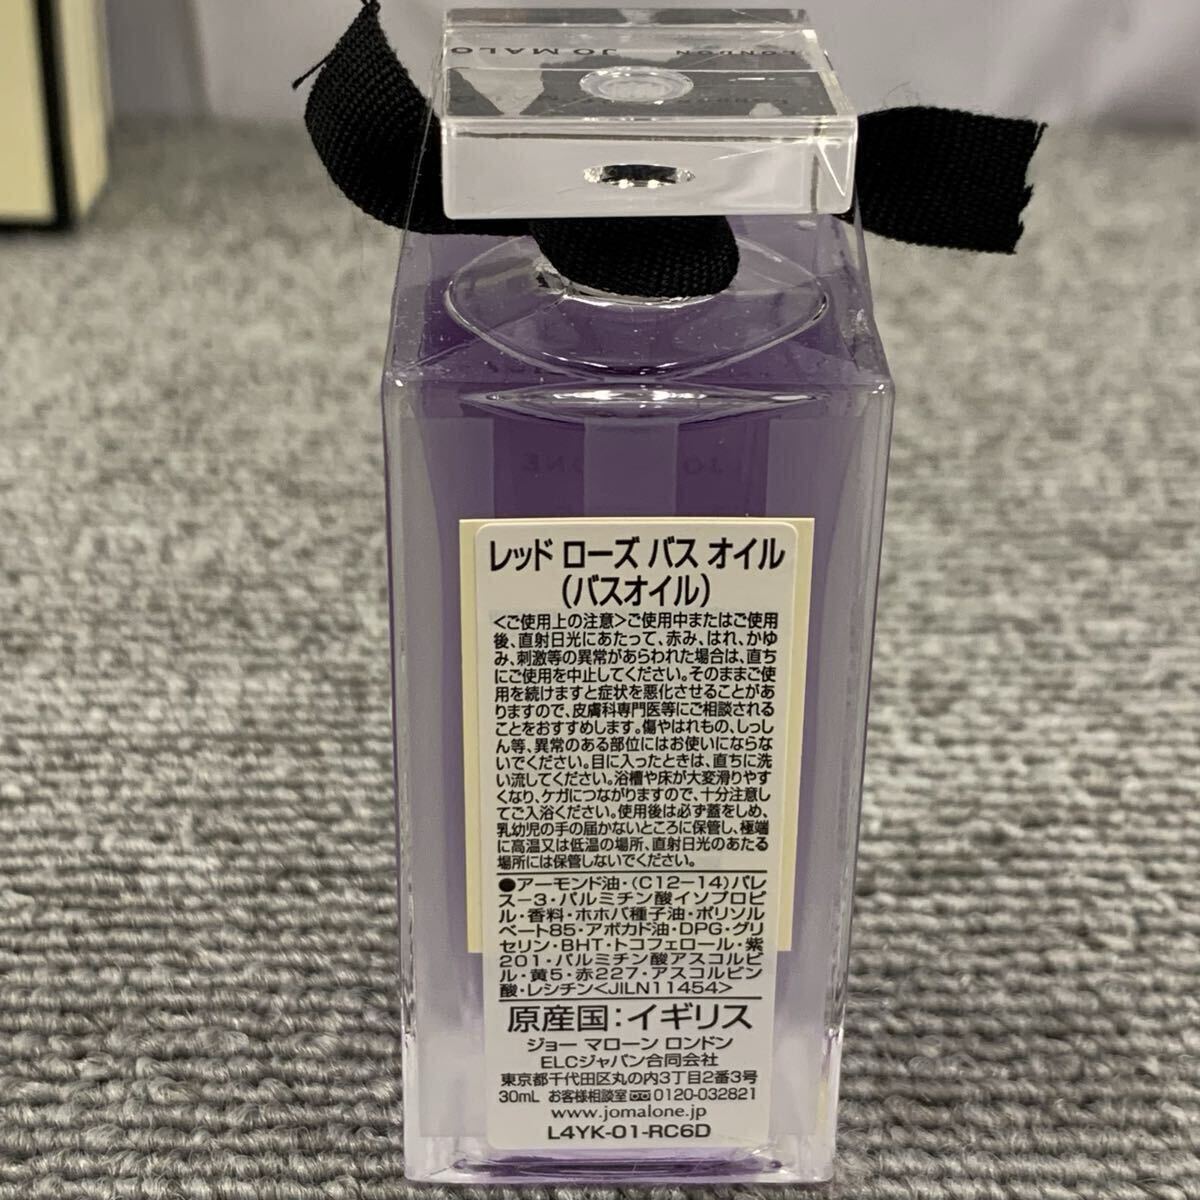 LONDON
JO MALO
JO
ONE
レッド ローズ バス オイル
(バスオイル)
<ご使用上の注意>ご使用中またはご使用
後、直射日光にあたって、赤み、はれ、かゆ
み、刺激等の異常があらわれた場合は、直ち
にご使用を中止してください。そのままご使
用を続けますと症状を悪化させることがあ
りますので、皮膚科専門医等にご相談される
ことをおすすめします。傷やはれもの、しっし
ん等、異常のある部位にはお使いにならな
いでください。目に入ったときは、直ちに洗
い流してください。浴槽や床が大変滑りやす
くなり、ケガにつながりますので、十分注意し
てご入浴ください。使用後は必ず蓋をしめ、
乳幼児の手の届かないところに保管し、極端
に高温又は低温の場所、直射日光のあたる
場所には保管しないでください。
●アーモンド油・(C12-14)パレ
ス-3・パルミチン酸イソプロピ
ル・香料・ホホバ種子油・ポリソル
ベート85・アボカド油・DPG・グリ
セリン・BHT・トコフェロール・紫
201・パルミチン酸アスコルビ
ル・黄5・赤227・アスコルビン
酸・レシチン<JILN11454>
原産国:イギリス
ジョー マローン ロンドン
ELCジャパン合同会社
東京都千代田区丸の内3丁目2番3号
30mL お客様相談室 0120-032821
www.jomalone.jp
L4YK-01-RC6D